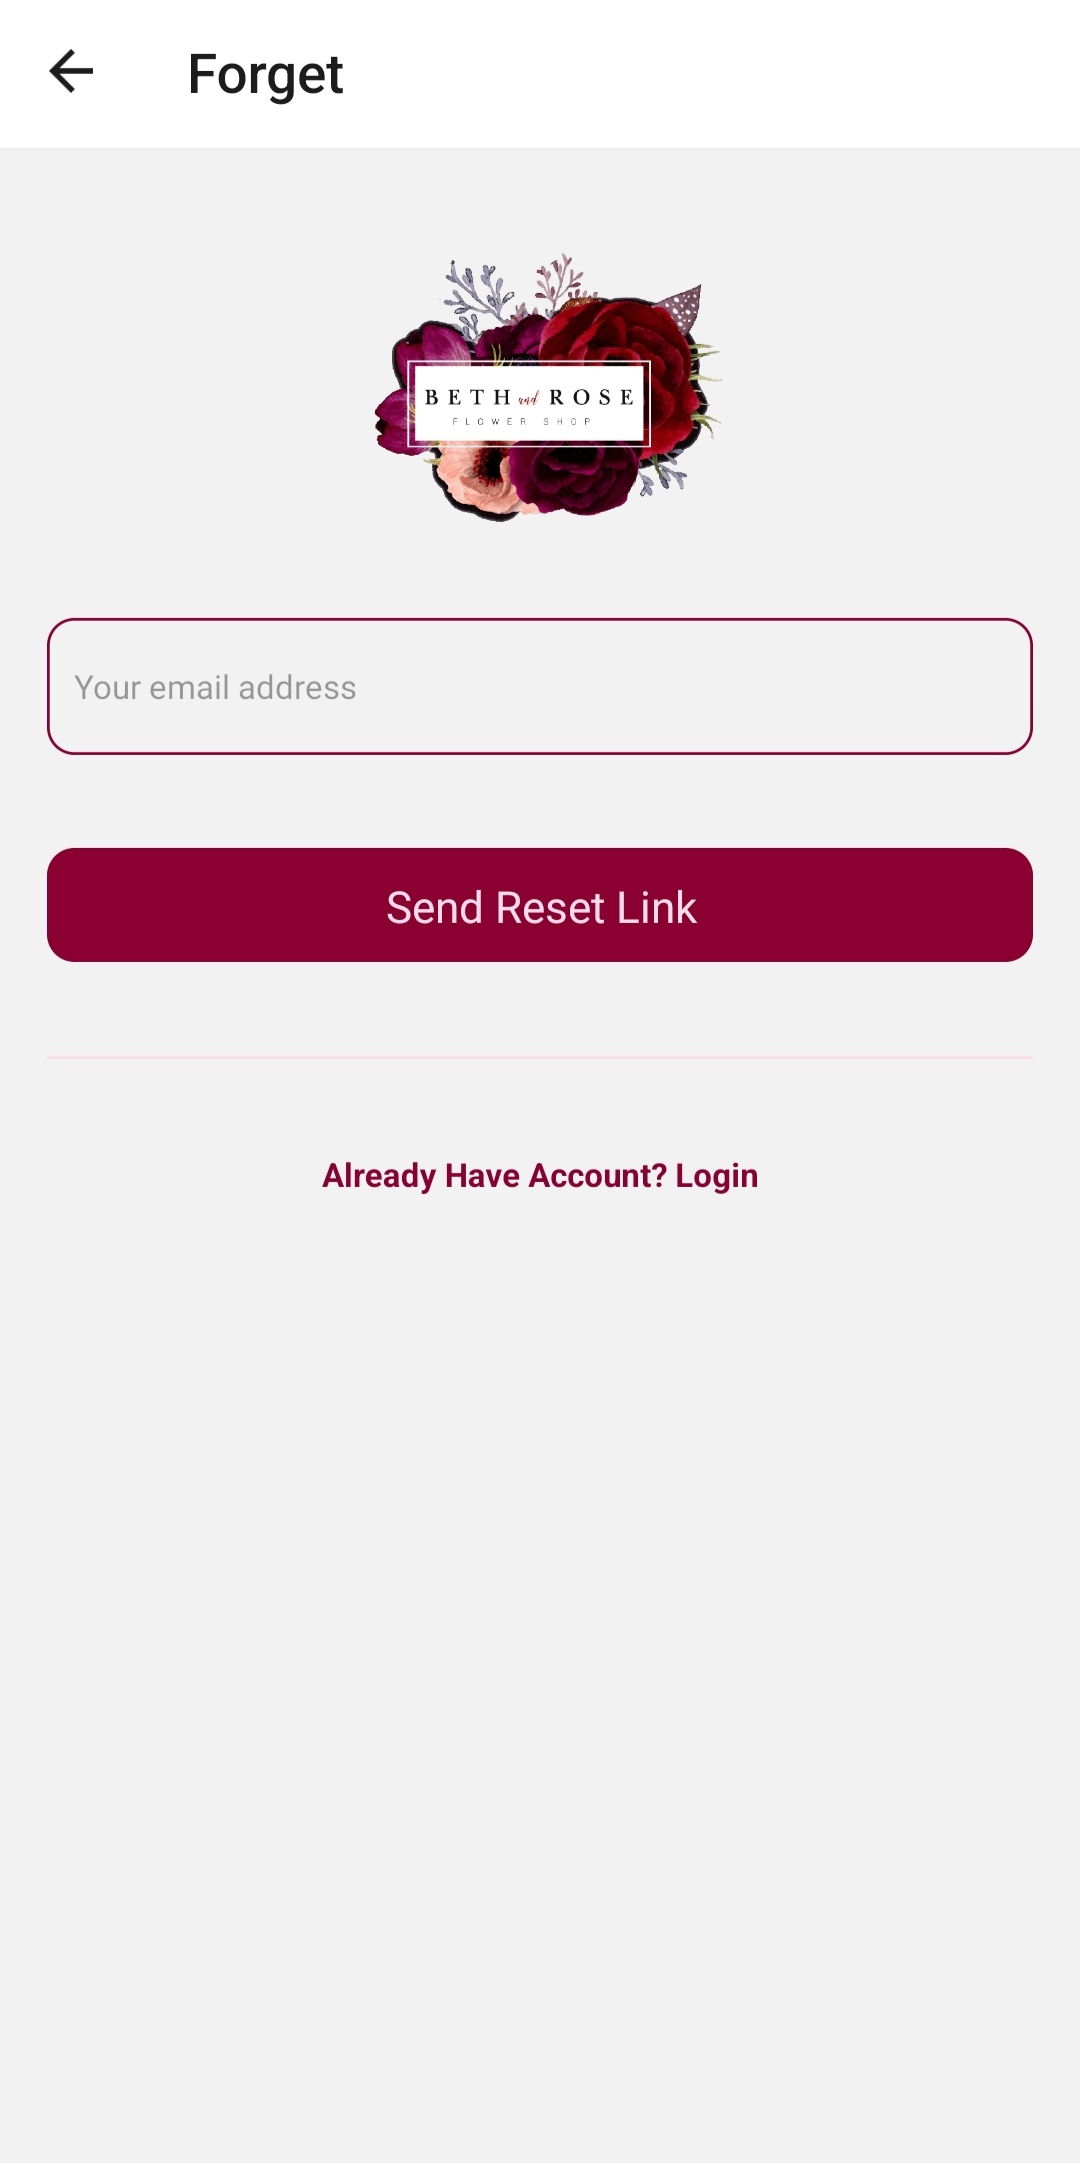 Forget
BETH and ROSE
FLOWER SHOP
Your email address
Send Reset Link
Already Have Account? Login